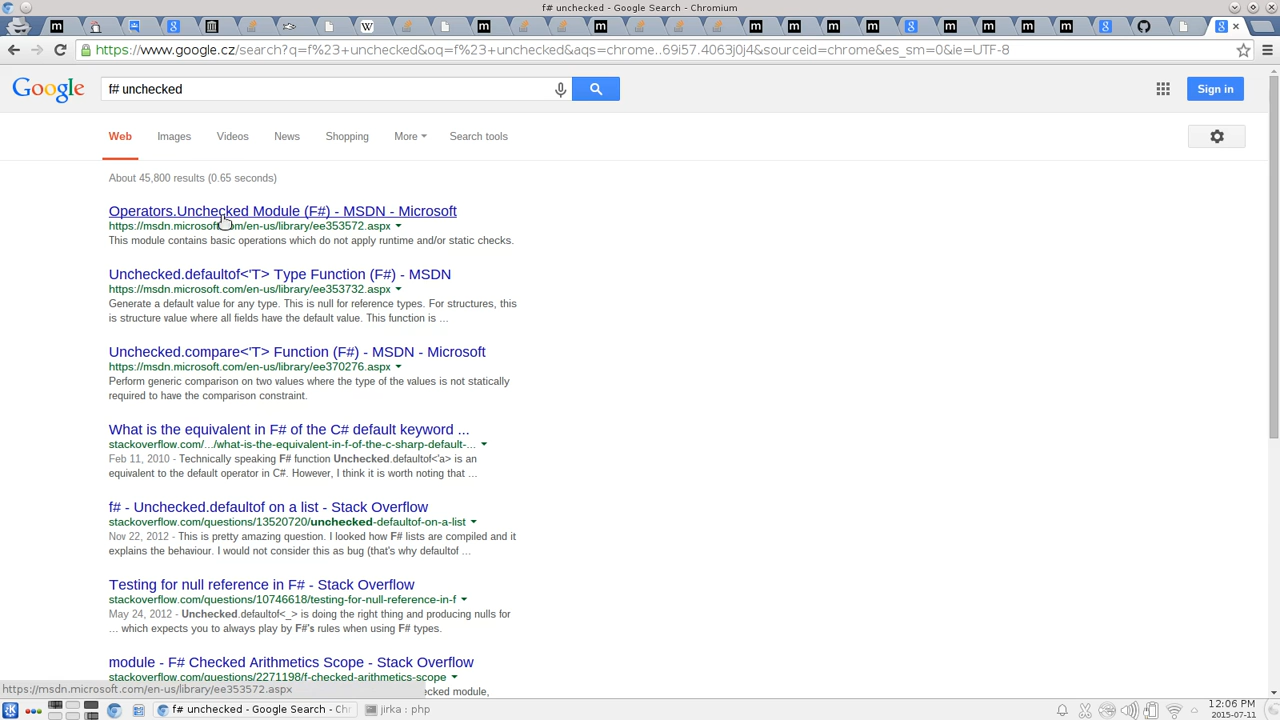 f# unchecked - Google Search - Chromium
https://www.google.cz/search?q=f%23+unchecked&oq=f%23+unchecked&aqs=chrome..69i57.4063j0j4&sourceid=chrome&es_sm=0&ie=UTF-8
Google
f# unchecked
Sign in
Web Images Videos News Shopping More Search tools
About 45,800 results (0.65 seconds)
Operators.Unchecked Module (F#) - MSDN - Microsoft
https://msdn.microsoft.com/en-us/library/ee353572.aspx
This module contains basic operations which do not apply runtime and/or static checks.
Unchecked.defaultof<'T> Type Function (F#) - MSDN
https://msdn.microsoft.com/en-us/library/ee353732.aspx
Generate a default value for any type. This is null for reference types. For structures, this
is structure value where all fields have the default value. This function is ...
Unchecked.compare<'T> Function (F#) - MSDN - Microsoft
https://msdn.microsoft.com/en-us/library/ee370276.aspx
Perform generic comparison on two values where the type of the values is not statically
required to have the comparison constraint.
What is the equivalent in F# of the C# default keyword ...
stackoverflow.com/.../what-is-the-equivalent-in-f-of-the-c-sharp-default-...
Feb 11, 2010 - Technically speaking F# function Unchecked.defaultof<'a> is an
equivalent to the default operator in C#. However, I think it is worth noting that ...
f# - Unchecked.defaultof on a list - Stack Overflow
stackoverflow.com/questions/13520720/unchecked-defaultof-on-a-list
Nov 22, 2012 - This is pretty amazing question. I looked how F# lists are compiled and it
explains the behaviour. I would not consider this as bug (that's why defaultof ...
Testing for null reference in F# - Stack Overflow
stackoverflow.com/questions/10746618/testing-for-null-reference-in-f
May 24, 2012 - Unchecked.defaultof<_> is doing the right thing and producing nulls for
... which expects you to always play by F#'s rules when using F# types.
module - F# Checked Arithmetics Scope - Stack Overflow
stackoverflow.com/questions/2271198/f-checked-arithmetics-scope
https://msdn.microsoft.com/en-us/library/ee353572.aspx
f# unchecked - Google Search - Chr
jirka : php
12:06 PM
2015-07-11